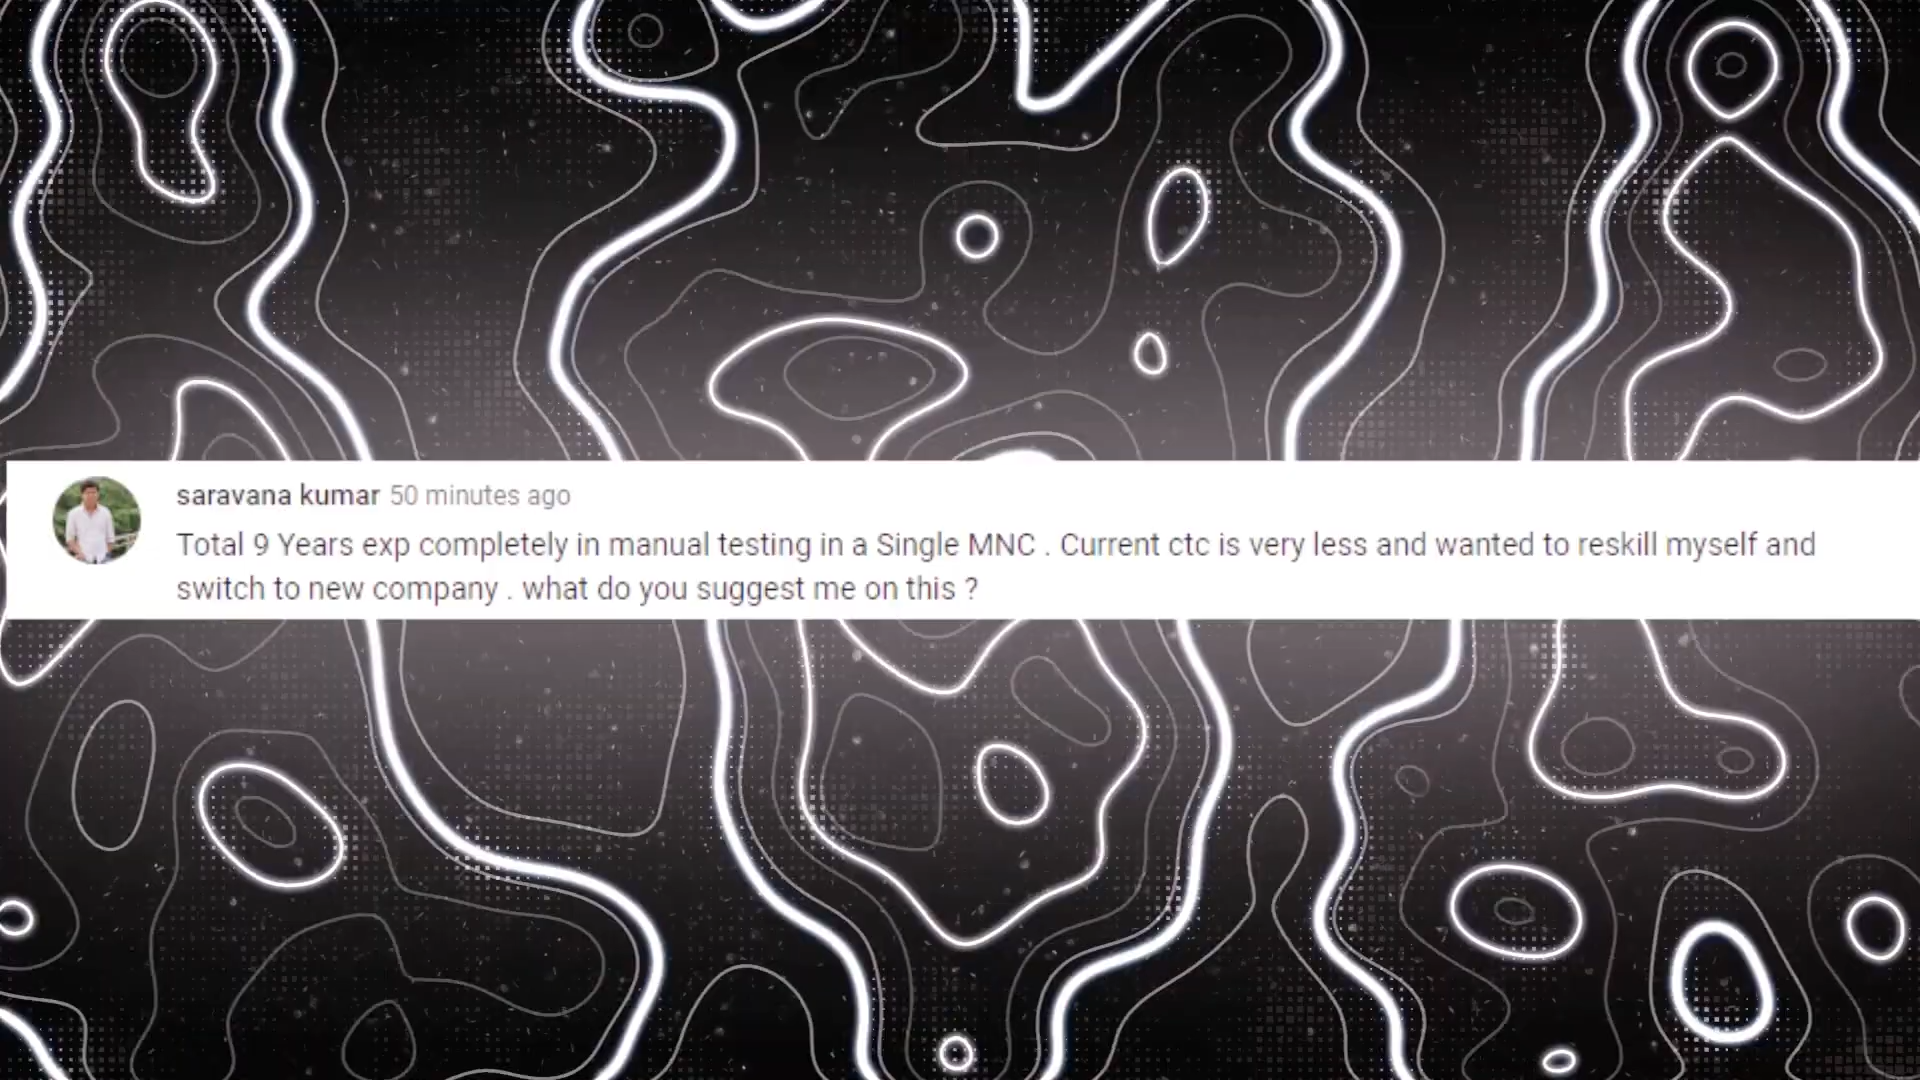 saravana kumar 50 minutes ago
Total 9 Years exp completely in manual testing in a Single MNC . Current ctc is very less and wanted to reskill myself and
switch to new company . what do you suggest me on this ?